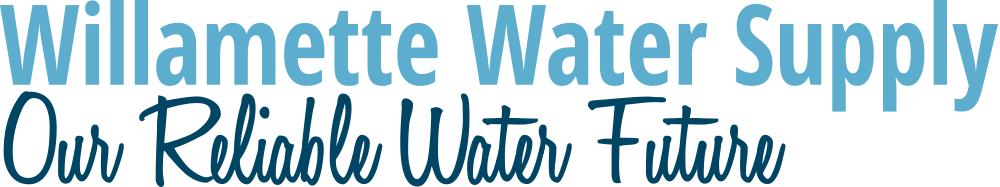 Willamette Water Supply
Our Reliable Water Future